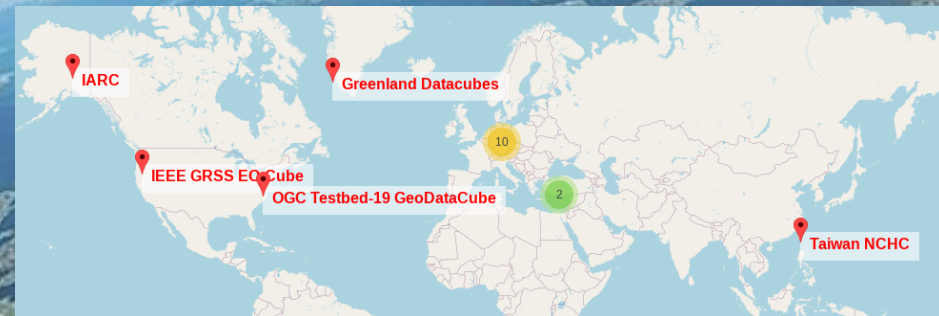 IARC
Greenland Datacubes
10
IEEE GRSS EO Cube
2
OGC Testbed-19 GeoDataCube
Taiwan NCHC